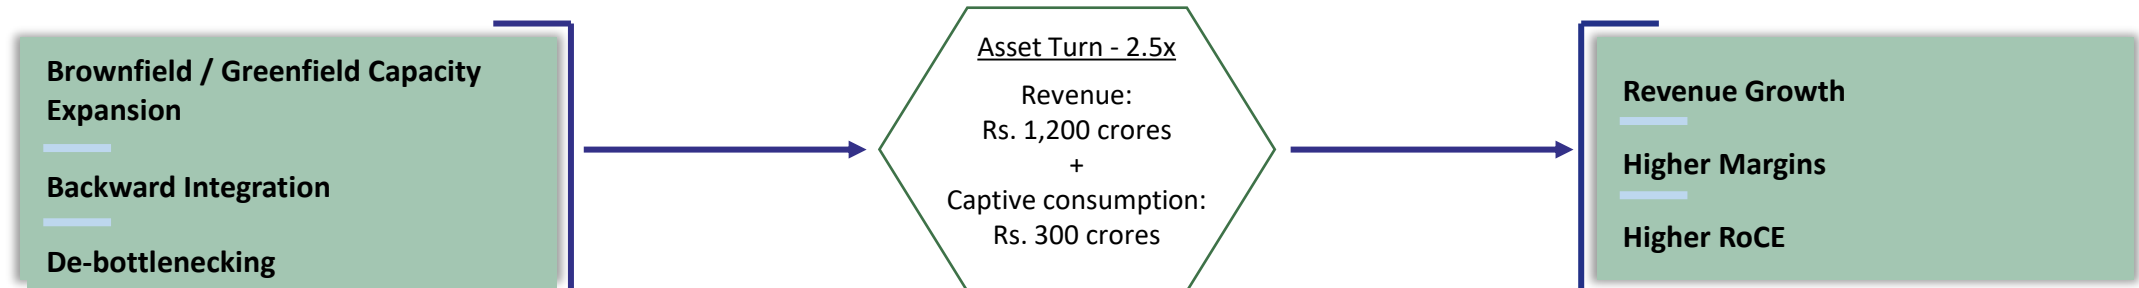 Brownfield / Greenfield Capacity
Expansion
Backward Integration
De-bottlenecking
Asset Turn - 2.5x
Revenue:
Rs. 1,200 crores
+
Captive consumption:
Rs. 300 crores
Revenue Growth
Higher Margins
Higher RoCE